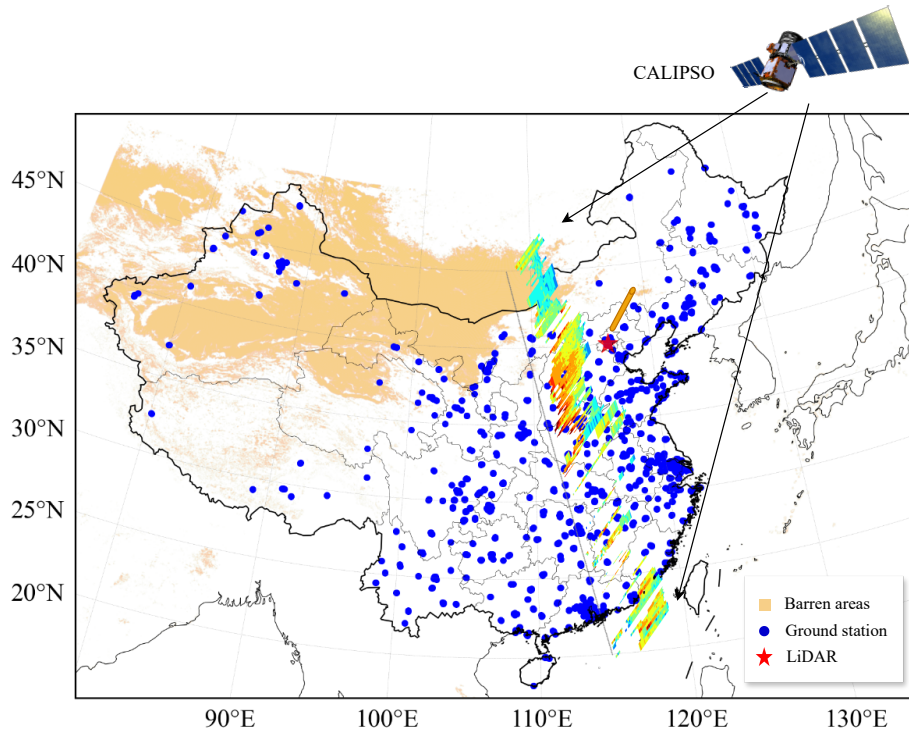 CALIPSO
45°N
40°N
35°N
30°N
25°N
20°N
Barren areas
Ground station
LiDAR
90°E
100°E
110°E
120°E
130°E